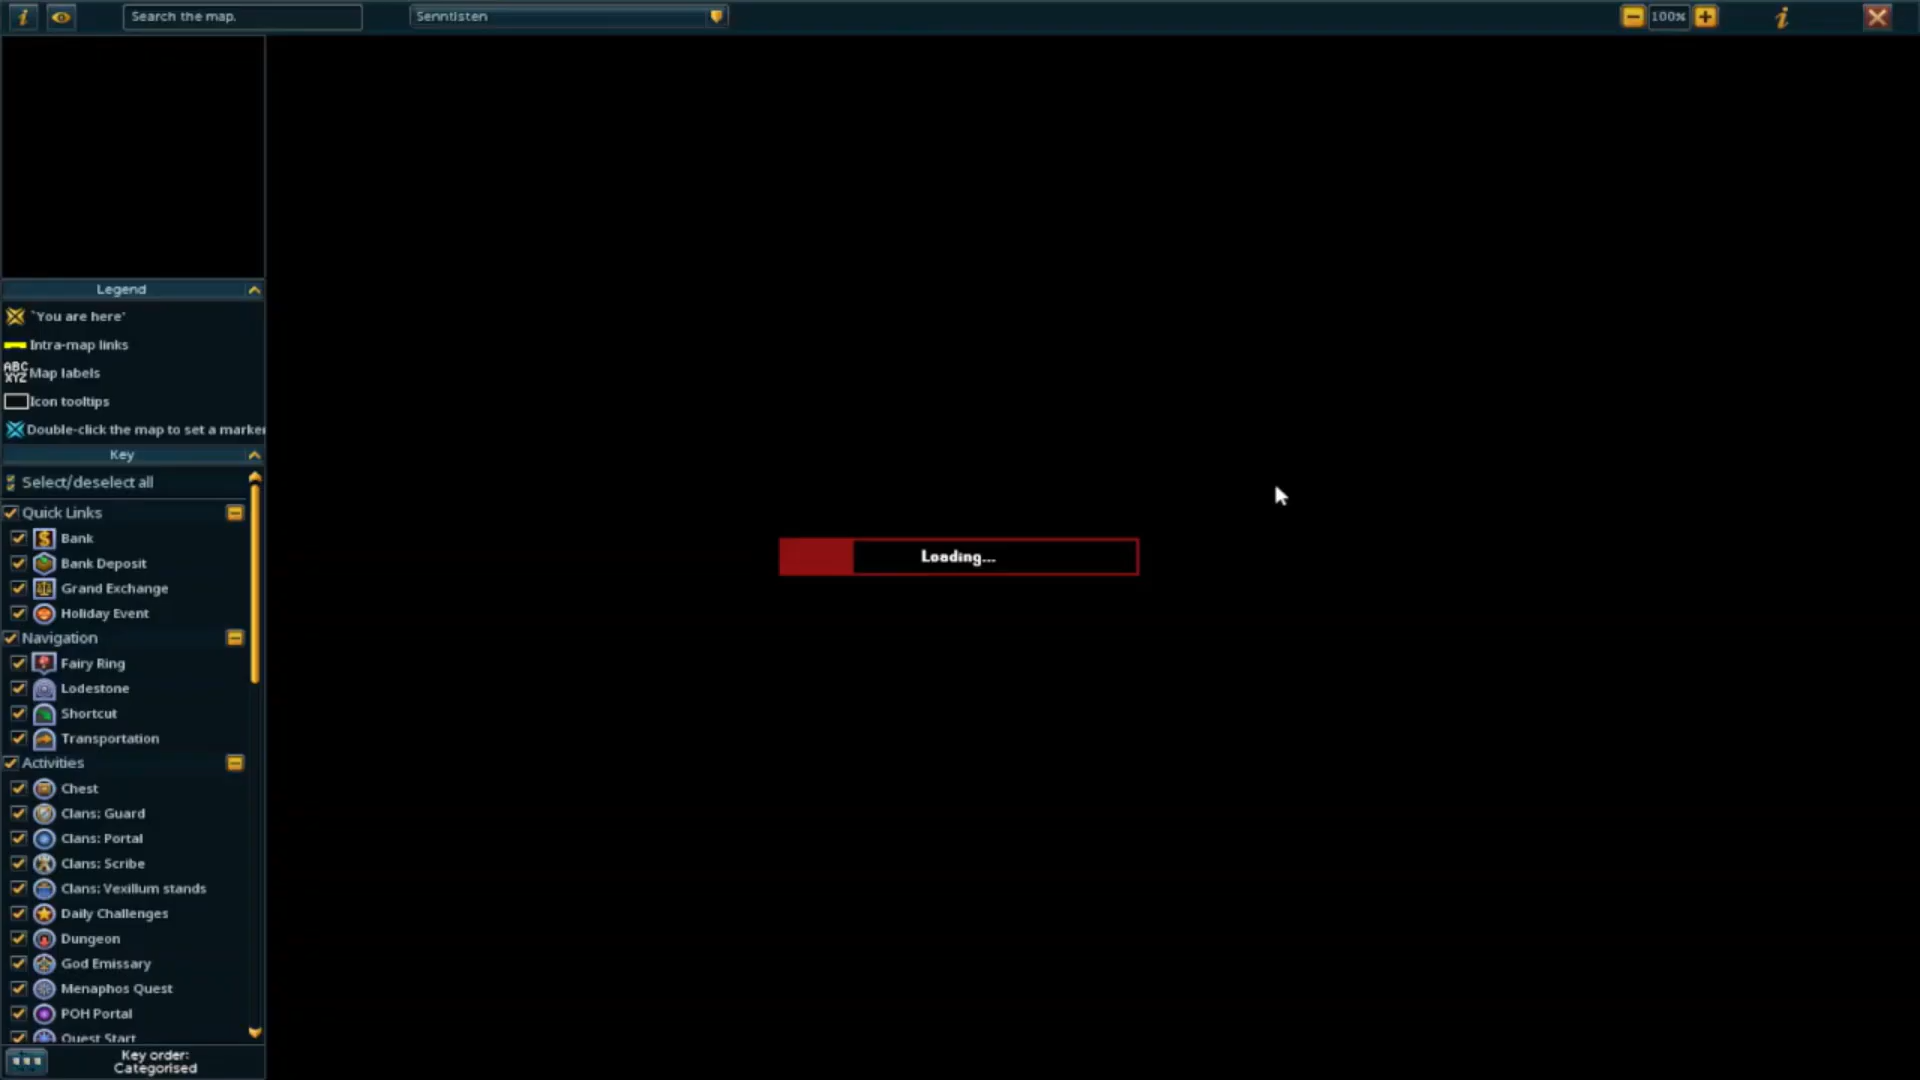 Search the map.
Senntisten
100%
Legend
'You are here'
Intra-map links
ABC
XYZ
Map labels
Icon tooltips
Double-click the map to set a marker
Key
Select/deselect all
Quick Links
Bank
Bank Deposit
Grand Exchange
Holiday Event
Navigation
Fairy Ring
Lodestone
Shortcut
Transportation
Activities
Chest
Clans: Guard
Clans: Portal
Clans: Scribe
Clans: Vexillum stands
Daily Challenges
Dungeon
God Emissary
Menaphos Quest
POH Portal
Quest Start
Key order:
Categorised
Loading...